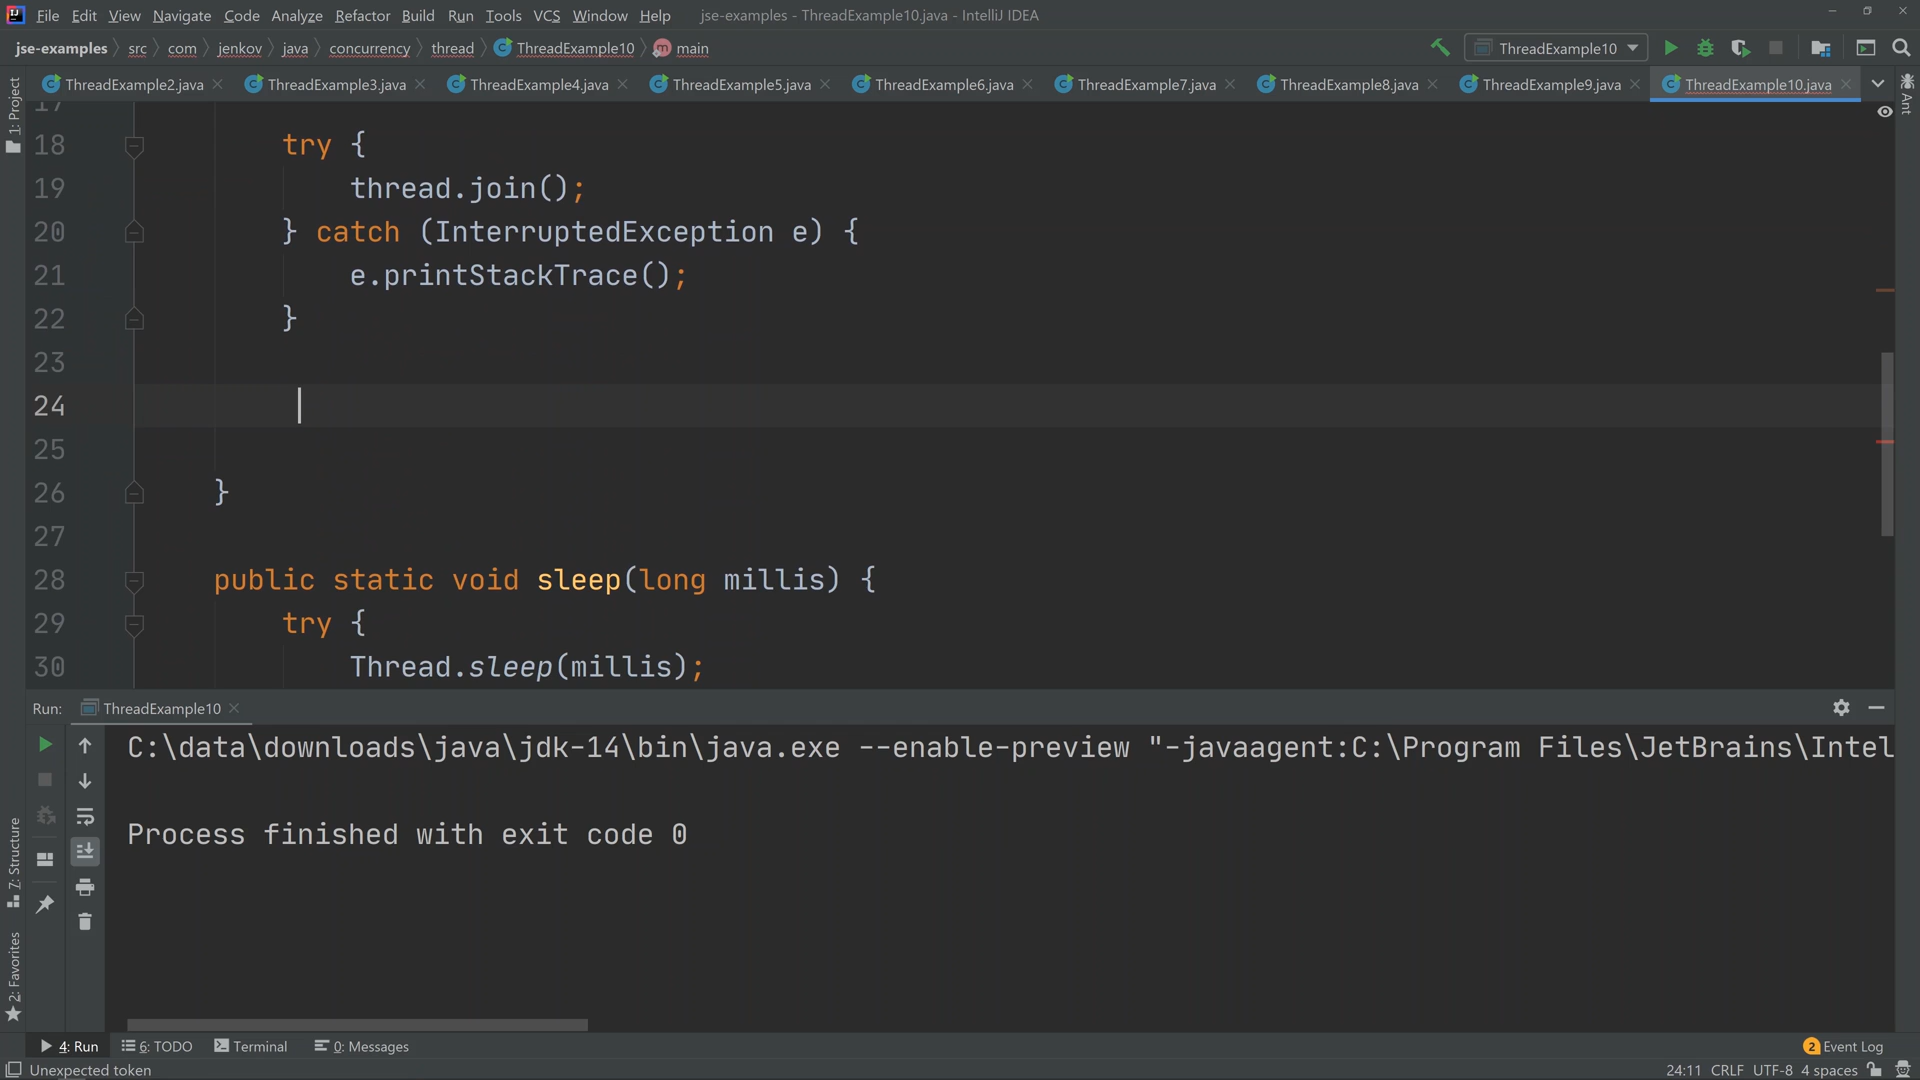 File Edit View Navigate Code Analyze Refactor Build Run Tools VCS Window Help jse-examples - ThreadExample10.java - IntelliJ IDEA
jse-examples src com jenkov java concurrency thread ThreadExample10 main ThreadExample10
ThreadExample2.java ThreadExample3.java ThreadExample4.java ThreadExample5.java ThreadExample6.java ThreadExample7.java ThreadExample8.java ThreadExample9.java ThreadExample10.java
1: Project
Ant
17
18 try {
19 thread.join();
20 } catch (InterruptedException e) {
21 e.printStackTrace();
22 }
23
24
25
26 }
27
28 public static void sleep(long millis) {
29 try {
30 Thread.sleep(millis);
Run: ThreadExample10
C:\data\downloads\java\jdk-14\bin\java.exe --enable-preview "-javaagent:C:\Program Files\JetBrains\Intel
Process finished with exit code 0
7: Structure
2: Favorites
4: Run 6: TODO Terminal 0: Messages 2 Event Log
Unexpected token 24:11 CRLF UTF-8 4 spaces